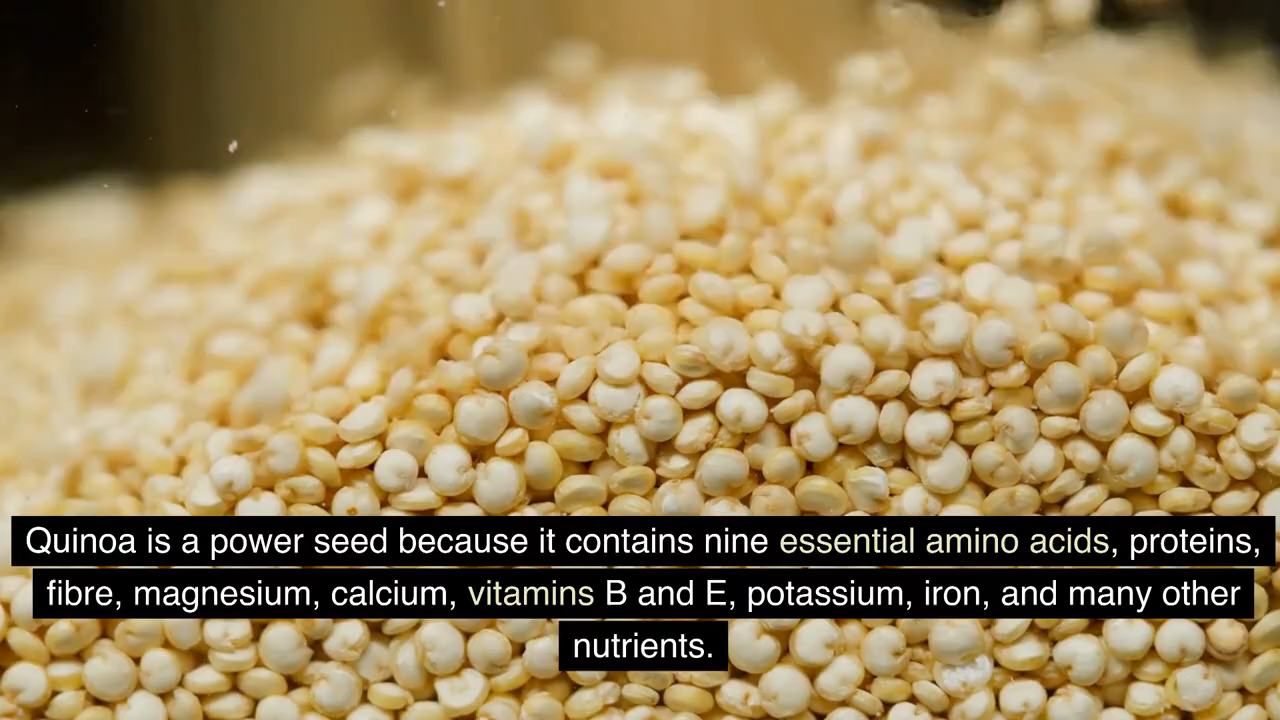 Quinoa is a power seed because it contains nine essential amino acids, proteins,
fibre, magnesium, calcium, vitamins B and E, potassium, iron, and many other
nutrients.